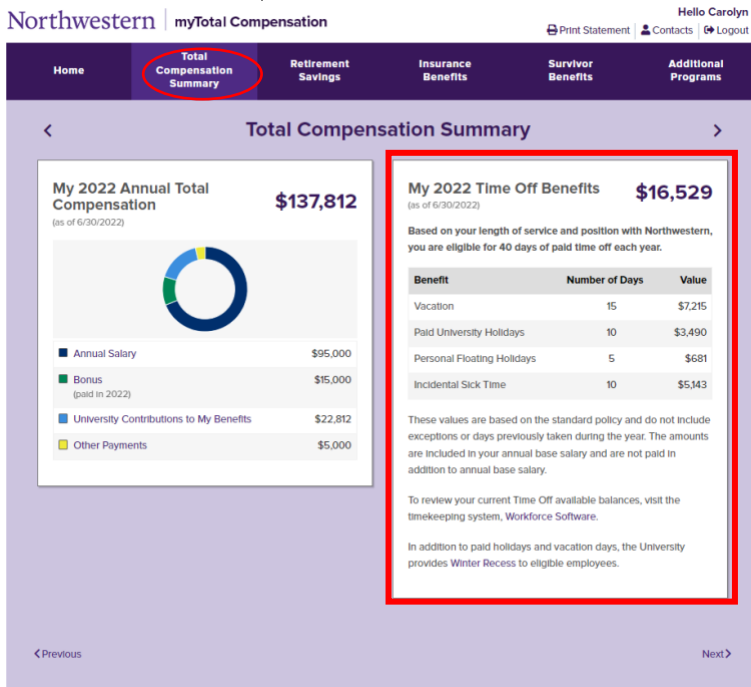 Northwestern | myTotal Compensation
Hello Carolyn
Print Statement | Contacts | Logout
Home
Total
Compensation
Summary
Retirement
Savings
Insurance
Benefits
Survivor
Benefits
Additional
Programs
Total Compensation Summary
My 2022 Annual Total
Compensation
$137,812
(as of 6/30/2022)
Annual Salary $95,000
Bonus $15,000
(paid in 2022)
University Contributions to My Benefits $22,812
Other Payments $5,000
My 2022 Time Off Benefits $16,529
(as of 6/30/2022)
Based on your length of service and position with Northwestern,
you are eligible for 40 days of paid time off each year.
Benefit Number of Days Value
Vacation 15 $7,215
Paid University Holidays 10 $3,490
Personal Floating Holidays 5 $681
Incidental Sick Time 10 $5,143
These values are based on the standard policy and do not include
exceptions or days previously taken during the year. The amounts
are included in your annual base salary and are not paid in
addition to annual base salary.
To review your current Time Off available balances, visit the
timekeeping system, Workforce Software.
In addition to paid holidays and vacation days, the University
provides Winter Recess to eligible employees.
Previous
Next